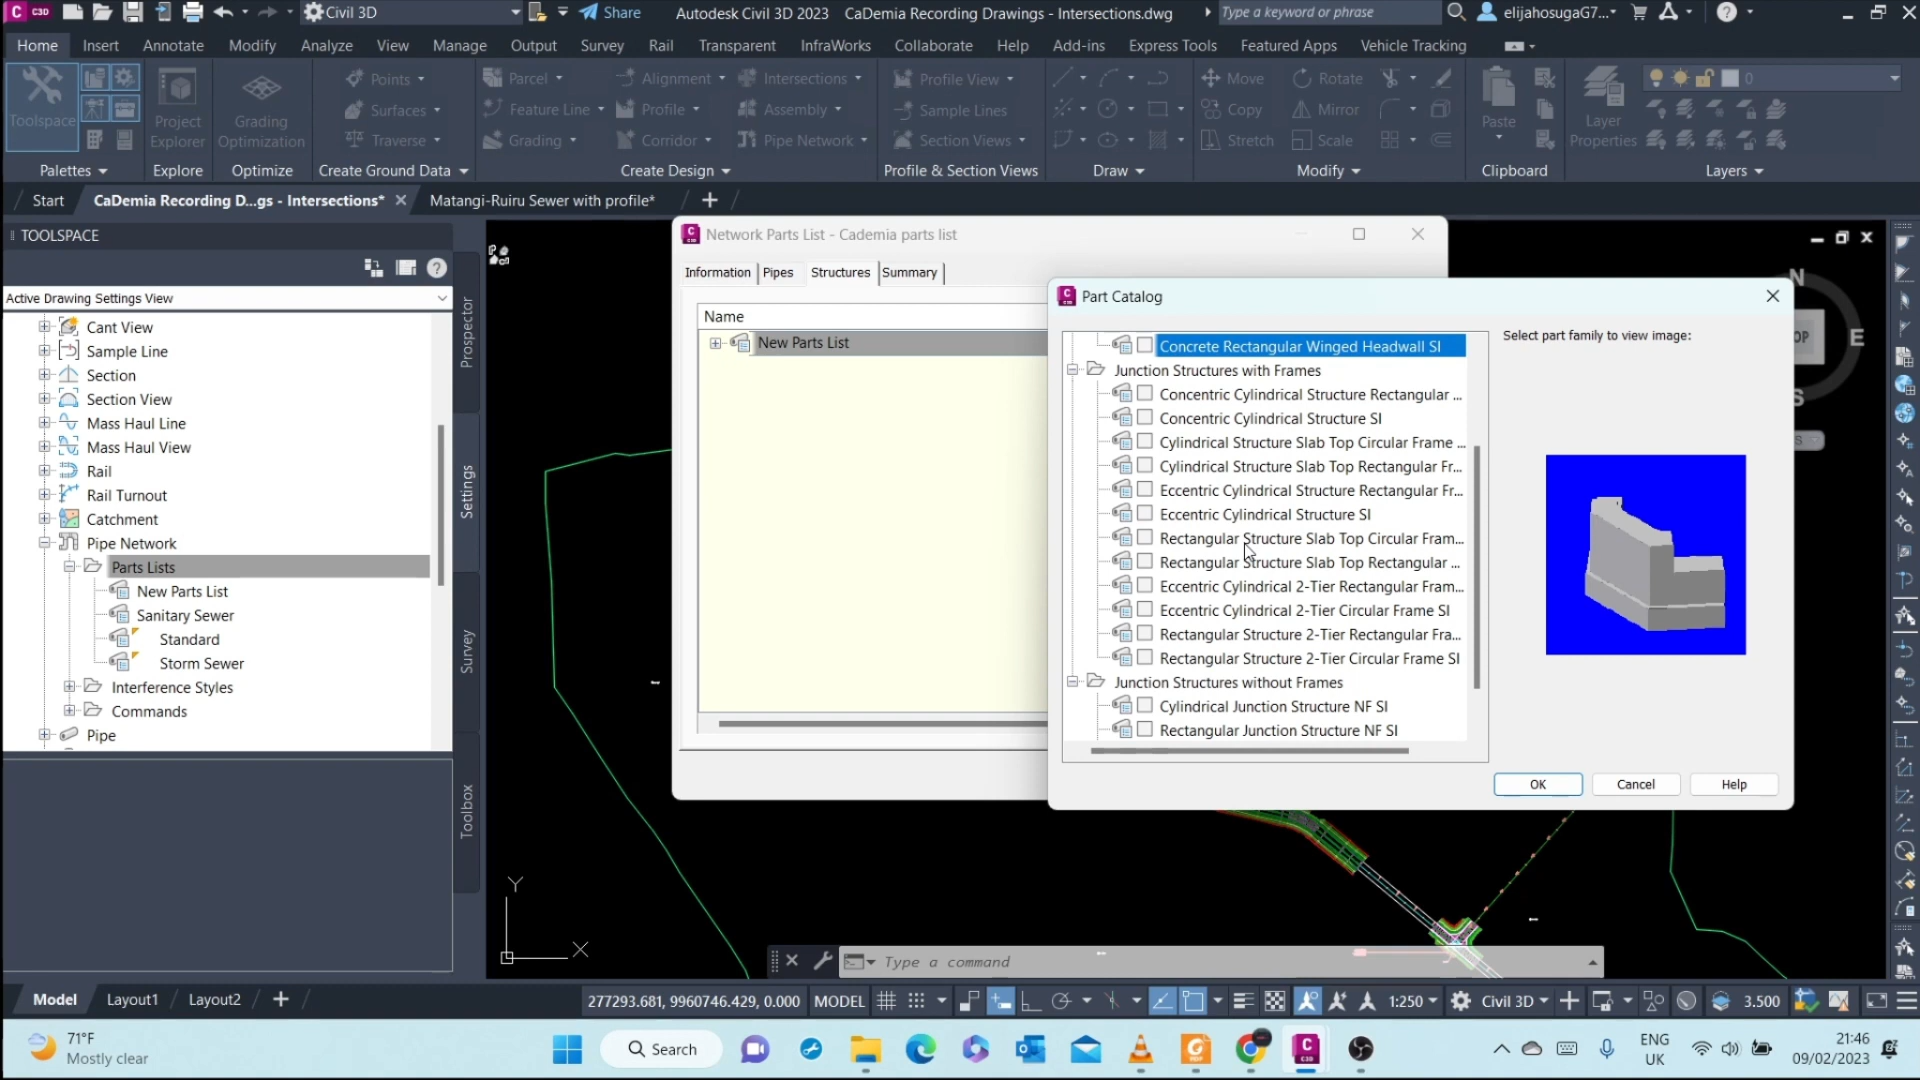 C3D
Civil 3D
Share
Autodesk Civil 3D 2023 CaDemia Recording Drawings - Intersections.dwg
Type a keyword or phrase
elijahosugaG7...
Home Insert Annotate Modify Analyze View Manage Output Survey Rail Transparent InfraWorks Collaborate Help Add-ins Express Tools Featured Apps Vehicle Tracking
Points Parcel Alignment Intersections Profile View Move Rotate 0
Toolspace Project Explorer Grading Optimization Surfaces Feature Line Profile Assembly Sample Lines Copy Mirror Paste Layer Properties
Traverse Grading Corridor Pipe Network Section Views Stretch Scale
Palettes Explore Optimize Create Ground Data Create Design Profile & Section Views Draw Modify Clipboard Layers
Start CaDemia Recording D...gs - Intersections* Matangi-Ruiru Sewer with profile*
TOOLSPACE
Active Drawing Settings View
Cant View
Sample Line
Section
Section View
Mass Haul Line
Mass Haul View
Rail
Rail Turnout
Catchment
Pipe Network
Parts Lists
New Parts List
Sanitary Sewer
Standard
Storm Sewer
Interference Styles
Commands
Pipe
Prospector
Settings
Survey
Toolbox
Network Parts List - Cademia parts list
Information Pipes Structures Summary
Name
New Parts List
Part Catalog
Concrete Rectangular Winged Headwall SI
Junction Structures with Frames
Concentric Cylindrical Structure Rectangular ...
Concentric Cylindrical Structure SI
Cylindrical Structure Slab Top Circular Frame ...
Cylindrical Structure Slab Top Rectangular Fr...
Eccentric Cylindrical Structure Rectangular Fr...
Eccentric Cylindrical Structure SI
Rectangular Structure Slab Top Circular Fram...
Rectangular Structure Slab Top Rectangular ...
Eccentric Cylindrical 2-Tier Rectangular Fram...
Eccentric Cylindrical 2-Tier Circular Frame SI
Rectangular Structure 2-Tier Rectangular Fra...
Rectangular Structure 2-Tier Circular Frame SI
Junction Structures without Frames
Cylindrical Junction Structure NF SI
Rectangular Junction Structure NF SI
Select part family to view image:
OK Cancel Help
N
OP E
S
Y
X
Type a command
Model Layout1 Layout2
277293.681, 9960746.429, 0.000 MODEL 1:250 Civil 3D 3.500
71°F
Mostly clear
Search
ENG
UK
21:46
09/02/2023